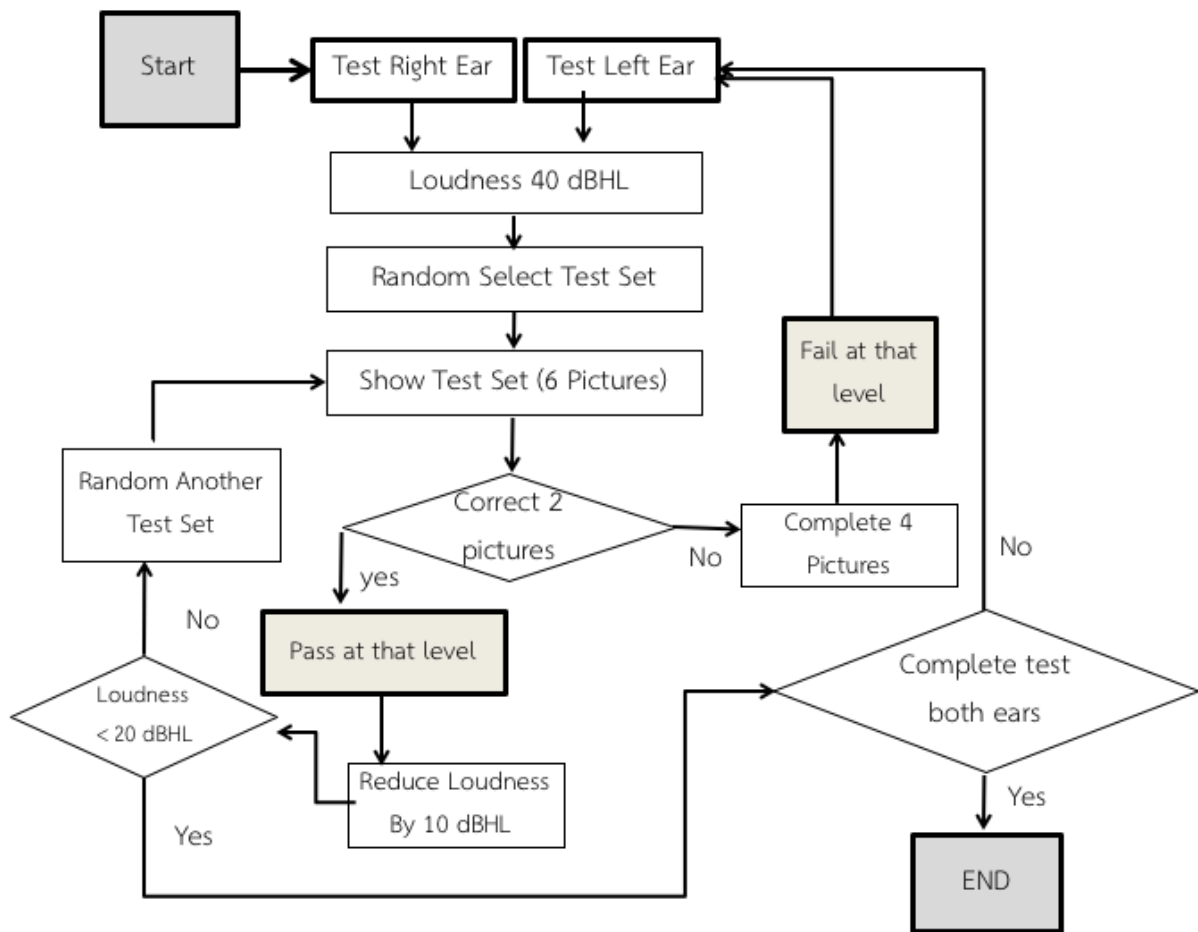 Start
Test Right Ear
Test Left Ear
Loudness 40 dBHL
Random Select Test Set
Show Test Set (6 Pictures)
Fail at that
level
Random Another
Test Set
Correct 2
pictures
No
Complete 4
Pictures
yes
No
No
Pass at that level
Loudness
< 20 dBHL
Complete test
both ears
Reduce Loudness
By 10 dBHL
Yes
Yes
END